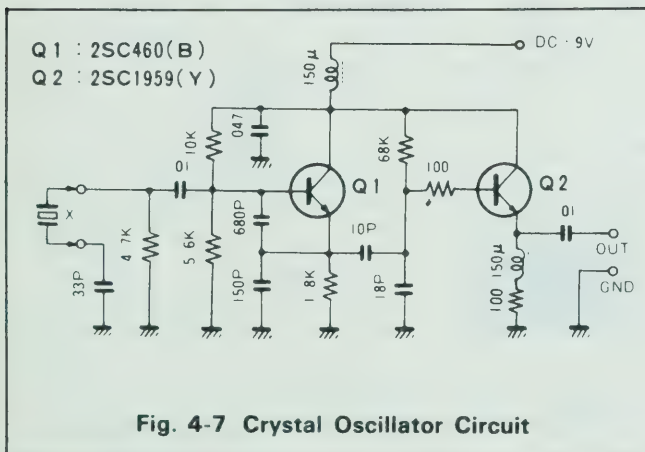 Q1 : 2SC460(B)
Q2 : 2SC1959(Y)
DC · 9V
150μ
10K
047
68K
01
100
Q1
Q2
X
680P
10P
01
OUT
4 7K
5 6K
33P
150P
1 8K
18P
100 150μ
GND
Fig. 4-7 Crystal Oscillator Circuit